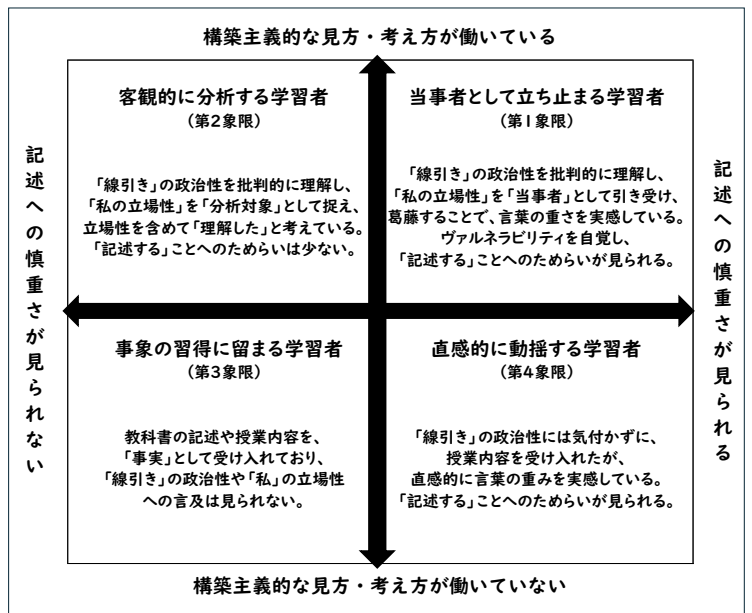 構築主義的な見方・考え方が働いている
客観的に分析する学習者
(第2象限)
「線引き」の政治性を批判的に理解し、
「私の立場性」を「分析対象」として捉え、
立場性を含めて「理解した」と考えている。
「記述する」ことへのためらいは少ない。
当事者として立ち止まる学習者
(第1象限)
「線引き」の政治性を批判的に理解し、
「私の立場性」を「当事者」として引き受け、
葛藤することで、言葉の重さを実感している。
ヴァルネラビリティを自覚し、
「記述する」ことへのためらいが見られる。
記述への慎重さが見られない
記述への慎重さが見られる
事象の習得に留まる学習者
(第3象限)
教科書の記述や授業内容を、
「事実」として受け入れており、
「線引き」の政治性や「私」の立場性
への言及は見られない。
直感的に動揺する学習者
(第4象限)
「線引き」の政治性には気付かずに、
授業内容を受け入れたが、
直感的に言葉の重みを実感している。
「記述する」ことへのためらいが見られる。
構築主義的な見方・考え方が働いていない